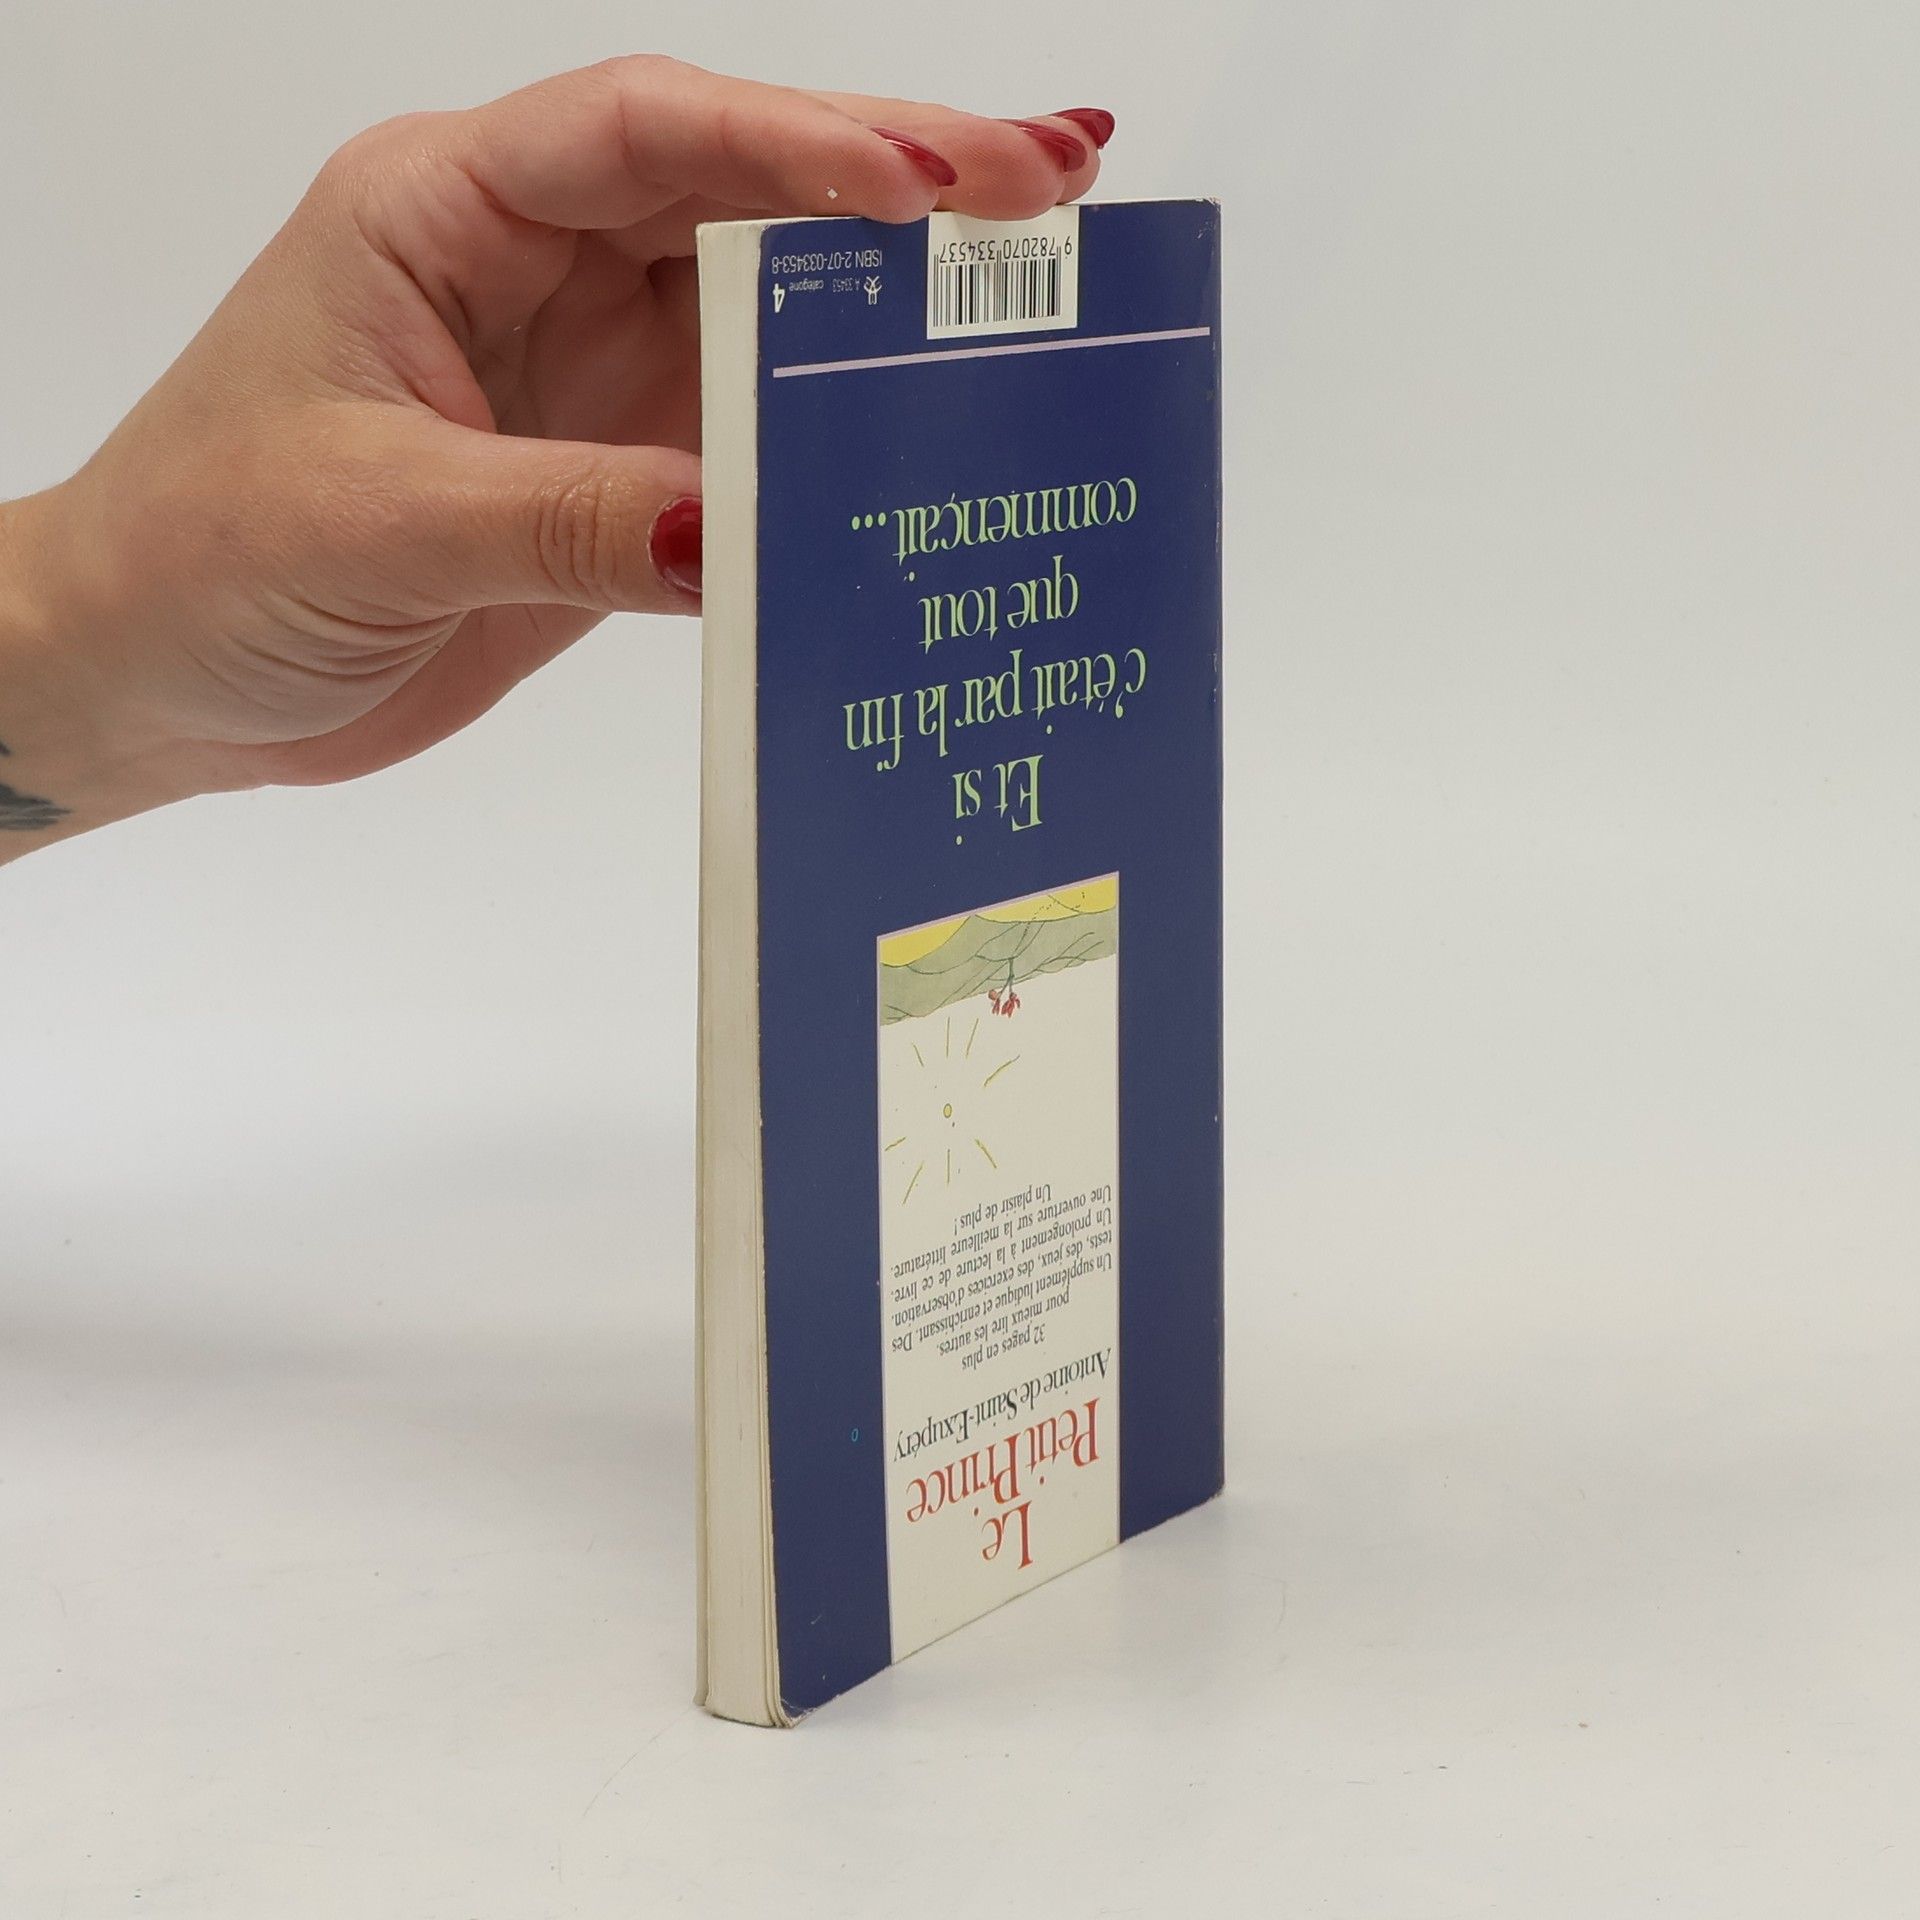 Le
Petit Prince
Antoine de Saint-Exupéry
32 pages en plus
pour mieux lire les autres.
Un supplément ludique et enrichissant. Des
tests, des jeux, des exercices d'observation.
Un prolongement à la lecture de ce livre.
Une ouverture sur la meilleure littérature.
Un plaisir de plus !
Et si
c'était par la fin
que tout
commençait...
9 782070 334537
A 33453 catégorie 4
ISBN 2-07-033453-8